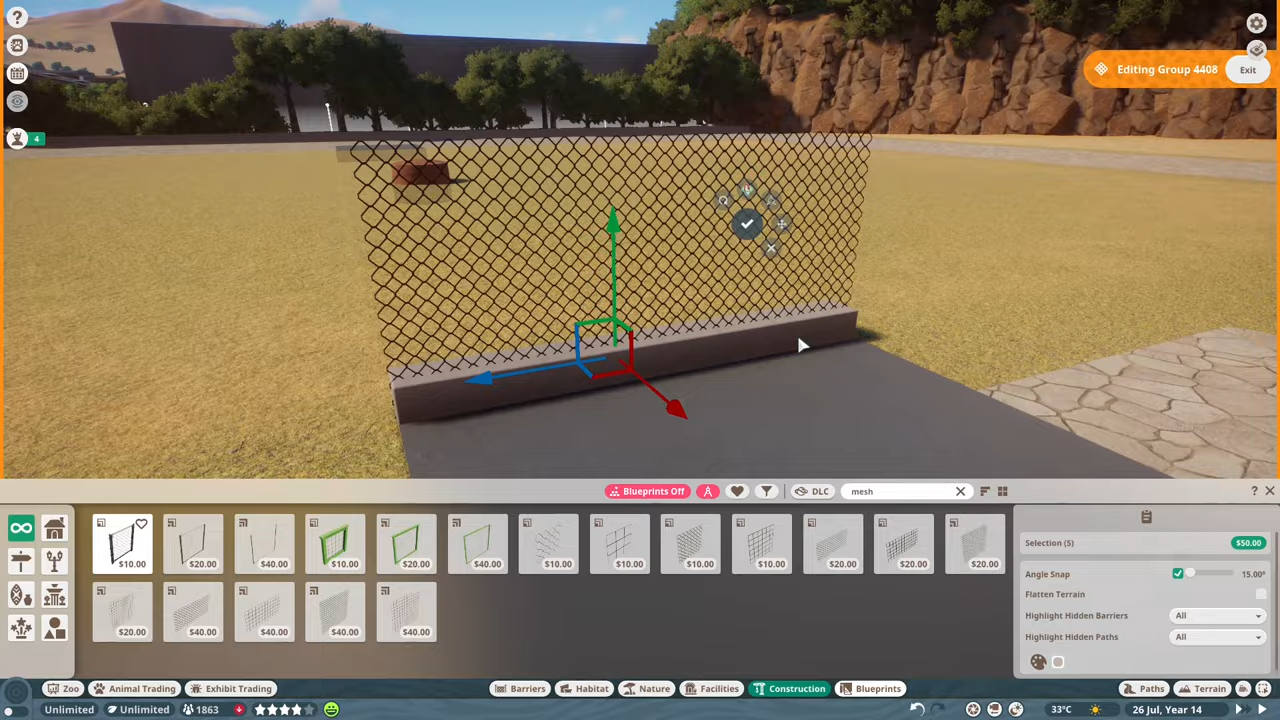 Editing Group 4408
Exit
4
Blueprints Off
DLC
mesh
$10.00
$20.00
$40.00
$10.00
$20.00
$40.00
$10.00
$10.00
$10.00
$10.00
$20.00
$20.00
$20.00
$20.00
$40.00
$40.00
$40.00
$40.00
Selection (5)
$50.00
Angle Snap
15.00°
Flatten Terrain
Highlight Hidden Barriers
All
Highlight Hidden Paths
All
Zoo
Animal Trading
Exhibit Trading
Barriers
Habitat
Nature
Facilities
Construction
Blueprints
Paths
Terrain
Unlimited
Unlimited
1863
33°C
26 Jul, Year 14